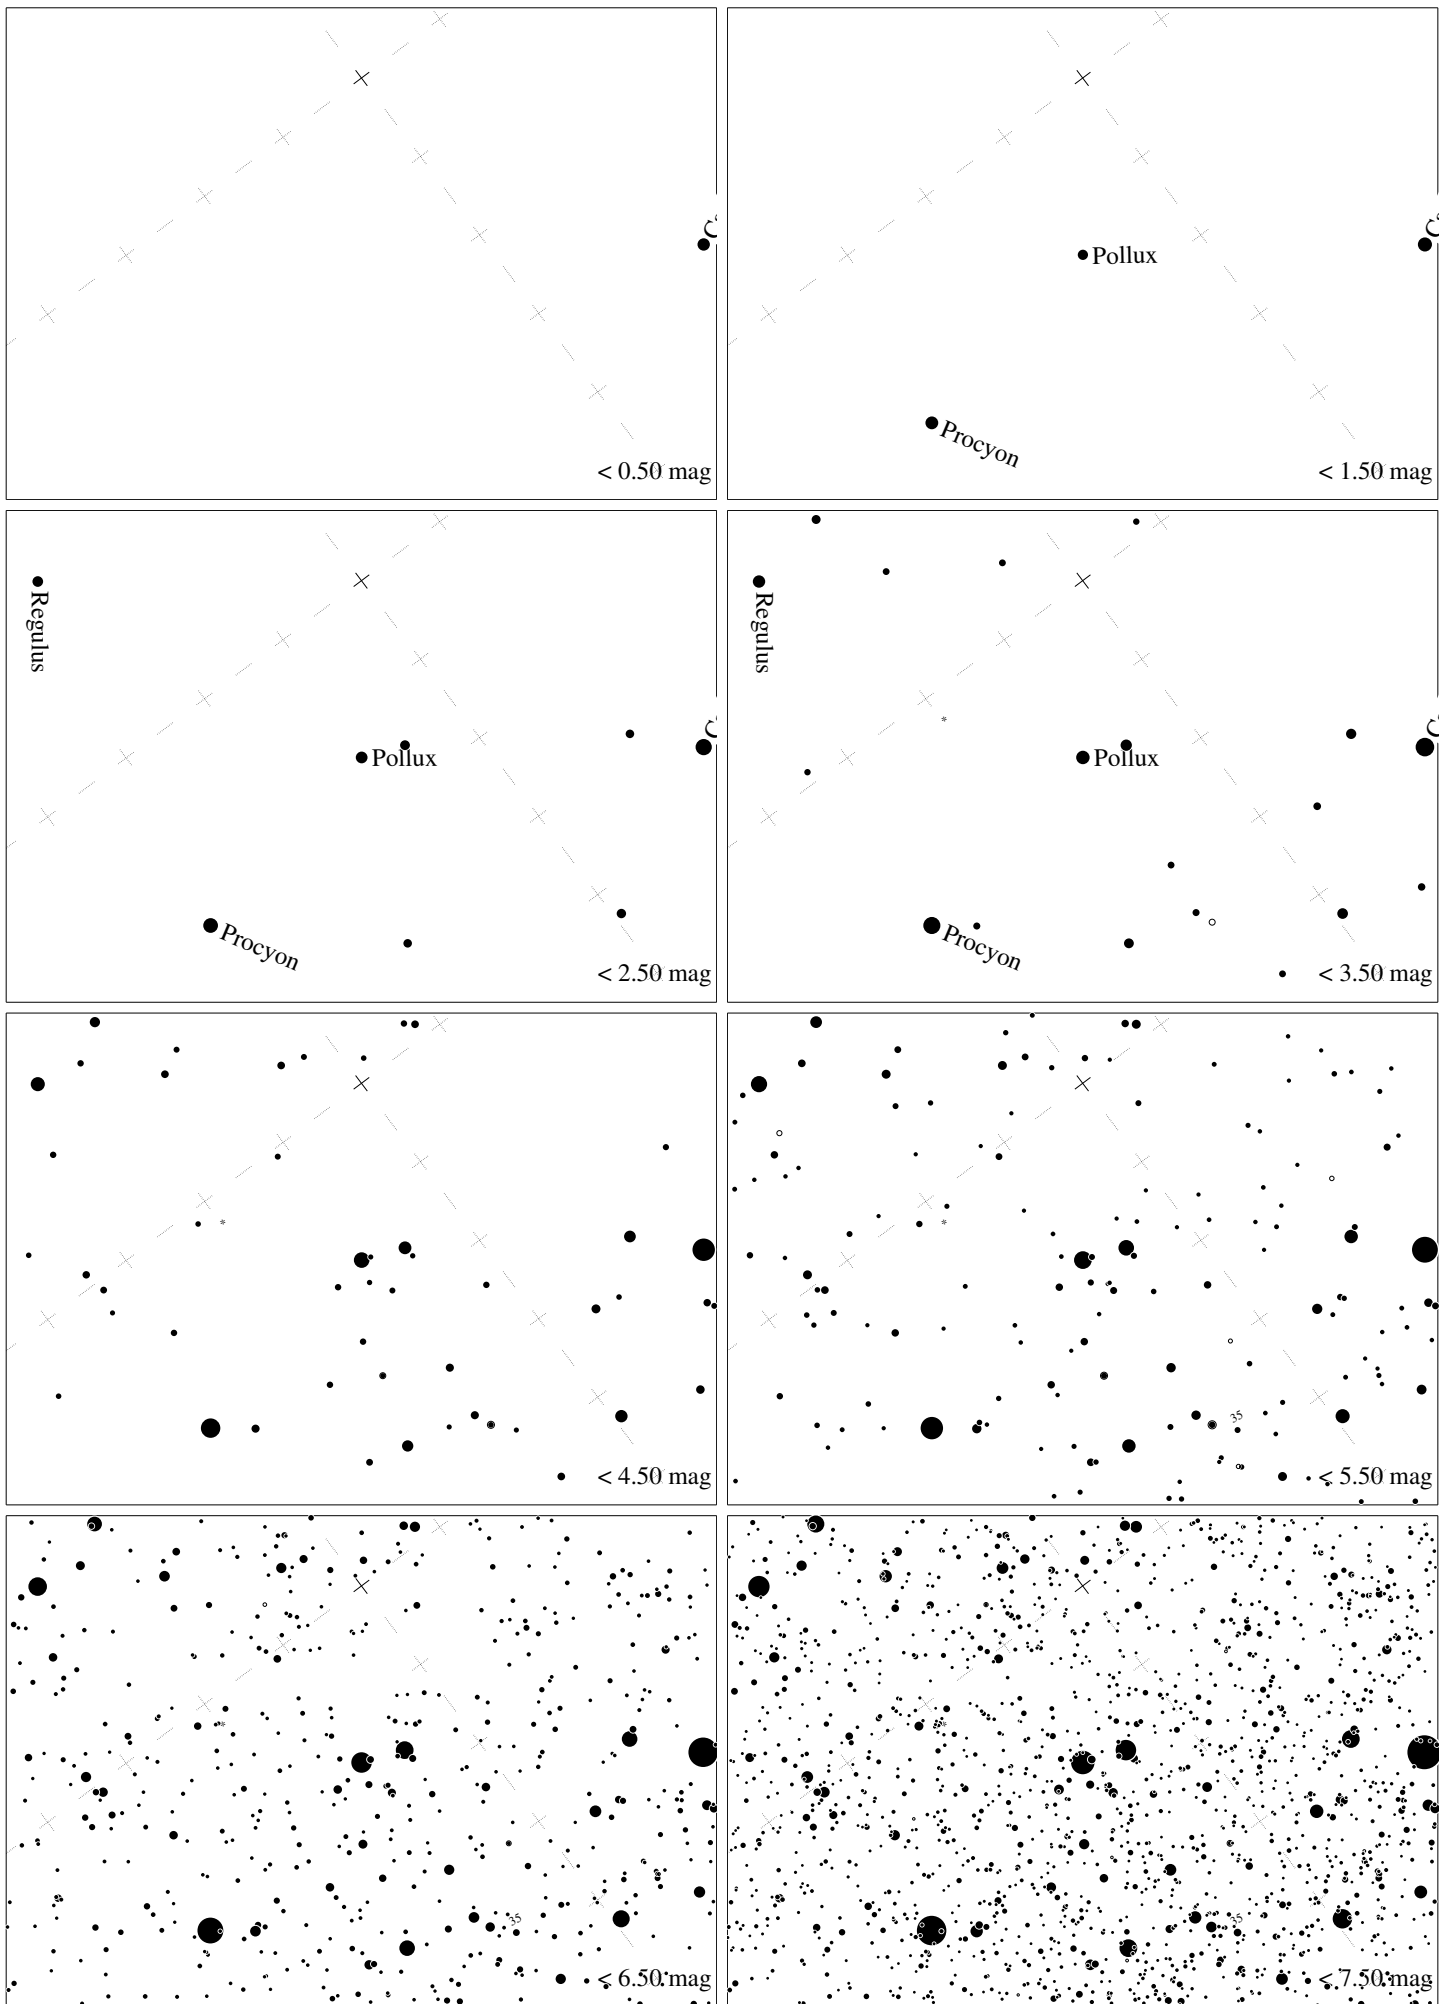 < 0.50 mag
Pollux
Procyon
< 1.50 mag
Regulus
Pollux
Procyon
< 2.50 mag
Regulus
Pollux
Procyon
< 3.50 mag
< 4.50 mag
35
< 5.50 mag
35
< 6.50 mag
35
< 7.50 mag